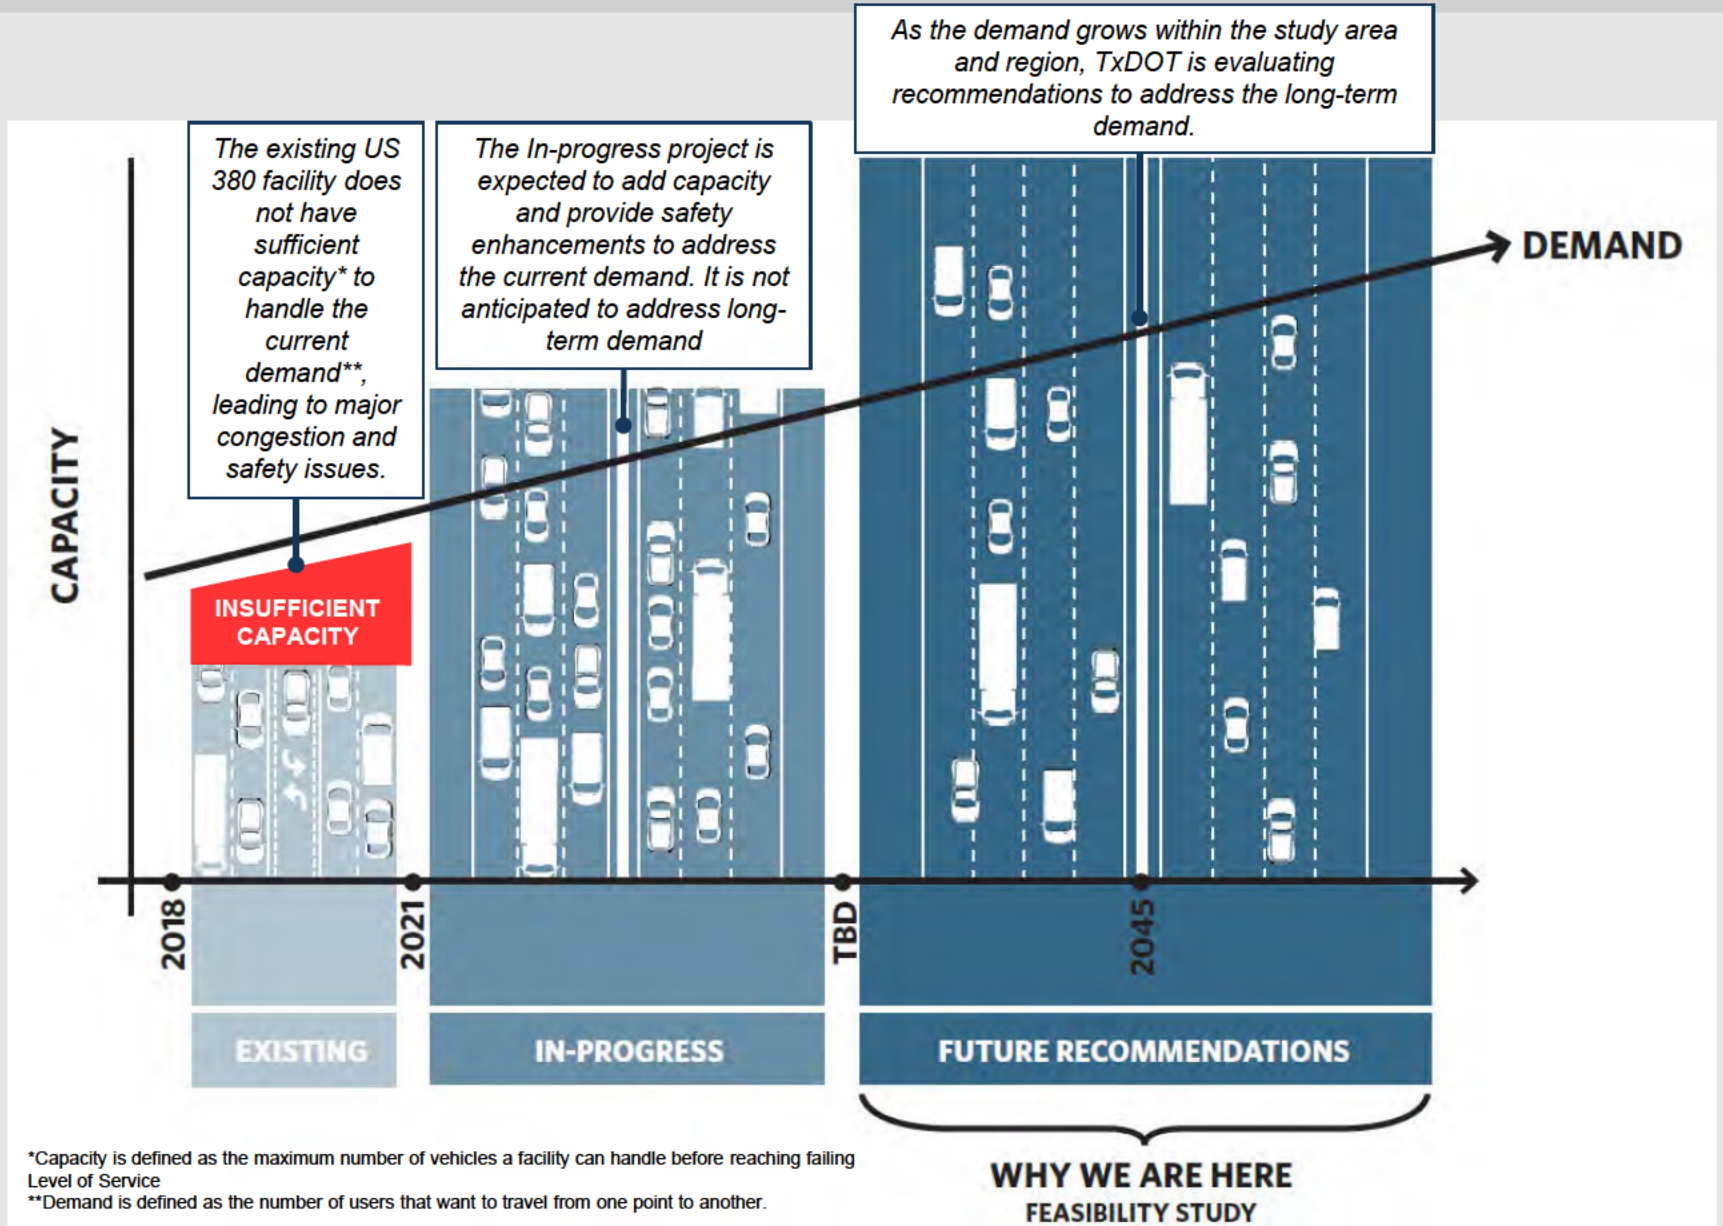 As the demand grows within the study area
and region, TxDOT is evaluating
recommendations to address the long-term
demand.
The existing US
380 facility does
not have
sufficient
capacity* to
handle the
current
demand**,
leading to major
congestion and
safety issues.
The In-progress project is
expected to add capacity
and provide safety
enhancements to address
the current demand. It is not
anticipated to address long-
term demand
DEMAND
CAPACITY
INSUFFICIENT
CAPACITY
2018
2021
TBD
2045
EXISTING
IN-PROGRESS
FUTURE RECOMMENDATIONS
WHY WE ARE HERE
FEASIBILITY STUDY
*Capacity is defined as the maximum number of vehicles a facility can handle before reaching failing
Level of Service
**Demand is defined as the number of users that want to travel from one point to another.